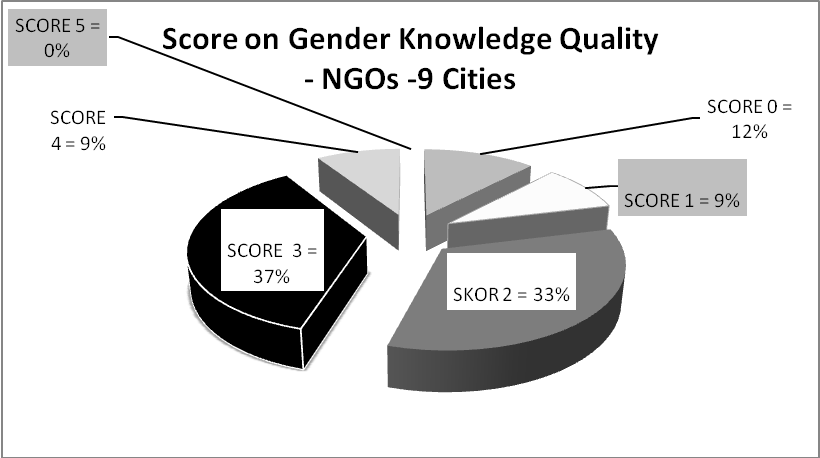 Score on Gender Knowledge Quality
- NGOs -9 Cities
SCORE 5 =
0%
SCORE
4 = 9%
SCORE 0 =
12%
SCORE 1 = 9%
SCORE  3 =
37%
SKOR 2 = 33%